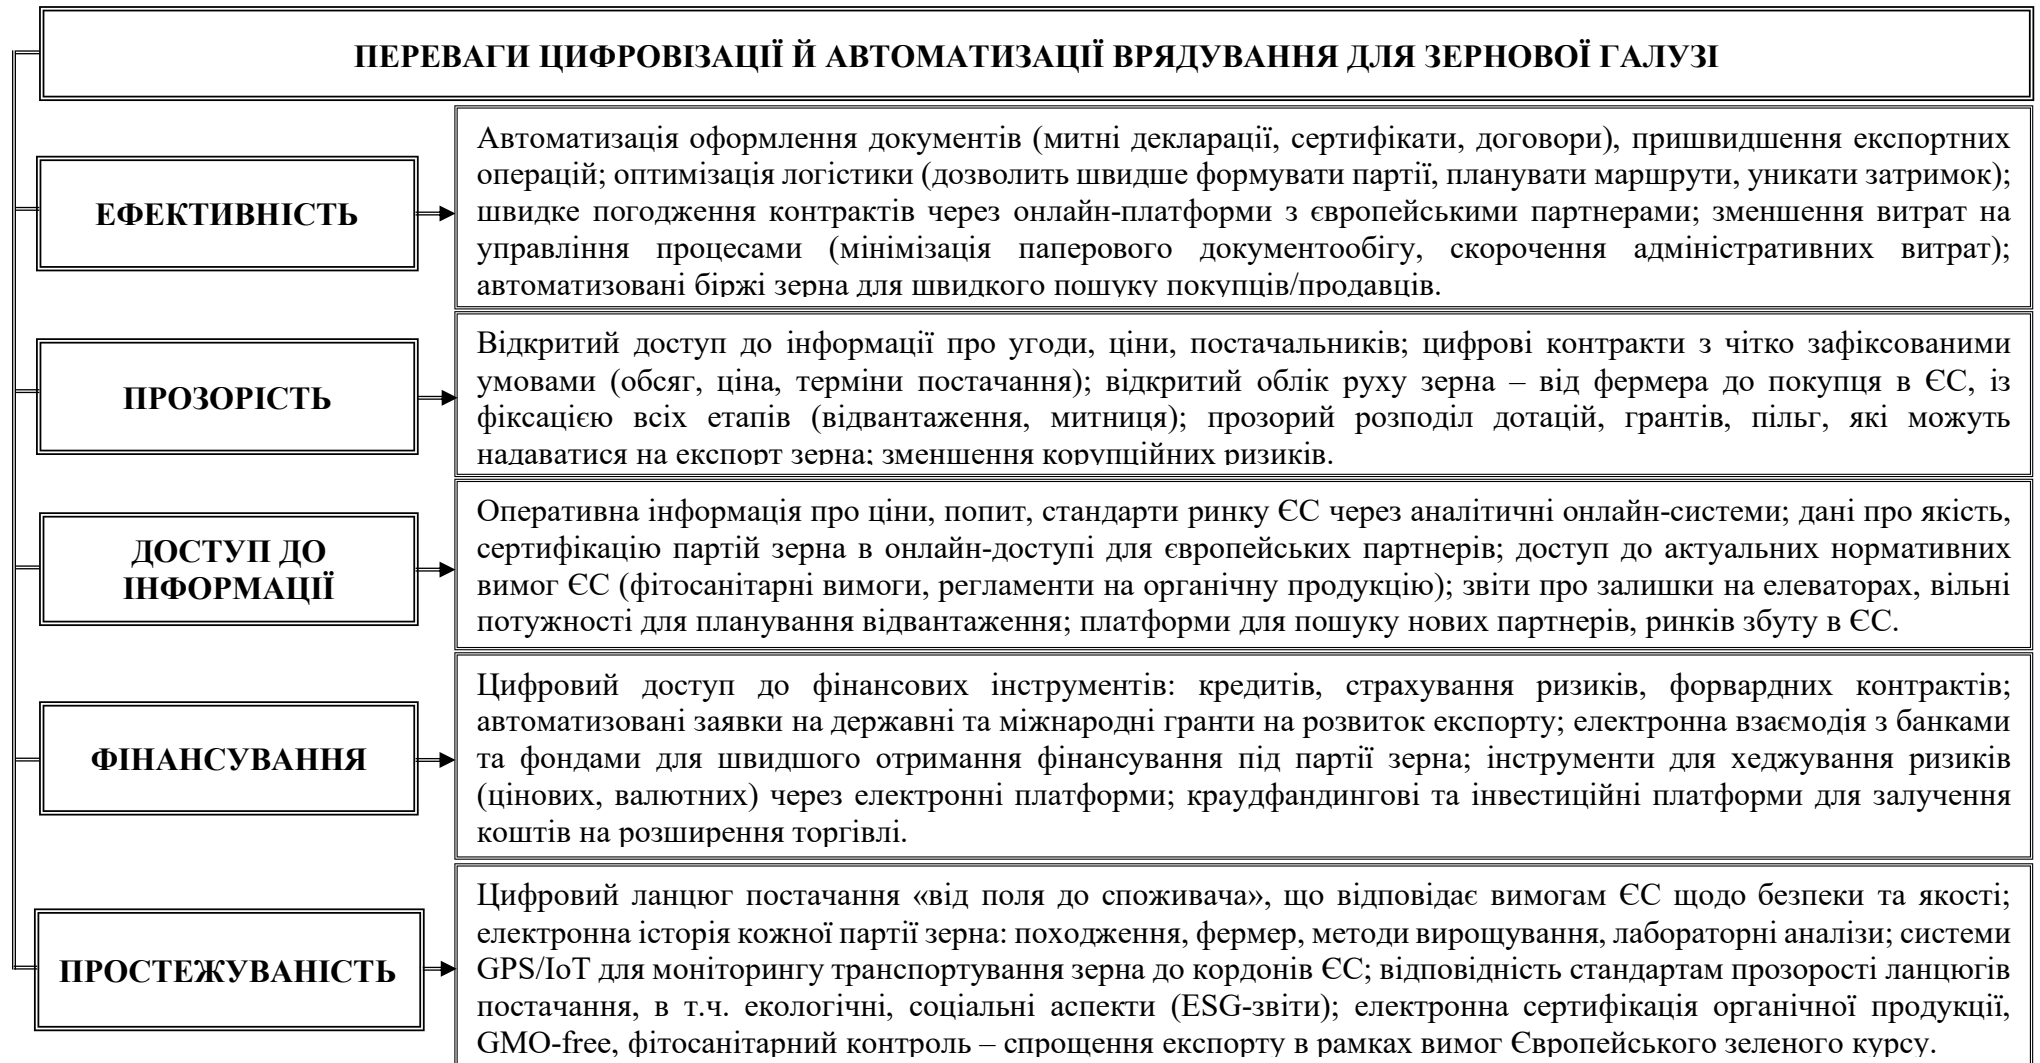 ПЕРЕВАГИ ЦИФРОВІЗАЦІЇ Й АВТОМАТИЗАЦІЇ ВРЯДУВАННЯ ДЛЯ ЗЕРНОВОЇ ГАЛУЗІ
ЕФЕКТИВНІСТЬ
Автоматизація оформлення документів (митні декларації, сертифікати, договори), пришвидшення експортних
операцій; оптимізація логістики (дозволить швидше формувати партії, планувати маршрути, уникати затримок);
швидке погодження контрактів через онлайн-платформи з європейськими партнерами; зменшення витрат на
управління процесами (мінімізація паперового документообігу, скорочення адміністративних витрат);
автоматизовані біржі зерна для швидкого пошуку покупців/продавців.
ПРОЗОРІСТЬ
Відкритий доступ до інформації про угоди, ціни, постачальників; цифрові контракти з чітко зафіксованими
умовами (обсяг, ціна, терміни постачання); відкритий облік руху зерна – від фермера до покупця в ЄС, із
фіксацією всіх етапів (відвантаження, митниця); прозорий розподіл дотацій, грантів, пільг, які можуть
надаватися на експорт зерна; зменшення корупційних ризиків.
ДОСТУП ДО
ІНФОРМАЦІЇ
Оперативна інформація про ціни, попит, стандарти ринку ЄС через аналітичні онлайн-системи; дані про якість,
сертифікацію партій зерна в онлайн-доступі для європейських партнерів; доступ до актуальних нормативних
вимог ЄС (фітосанітарні вимоги, регламенти на органічну продукцію); звіти про залишки на елеваторах, вільні
потужності для планування відвантаження; платформи для пошуку нових партнерів, ринків збуту в ЄС.
ФІНАНСУВАННЯ
Цифровий доступ до фінансових інструментів: кредитів, страхування ризиків, форвардних контрактів;
автоматизовані заявки на державні та міжнародні гранти на розвиток експорту; електронна взаємодія з банками
та фондами для швидшого отримання фінансування під партії зерна; інструменти для хеджування ризиків
(цінових, валютних) через електронні платформи; краудфандингові та інвестиційні платформи для залучення
коштів на розширення торгівлі.
ПРОСТЕЖУВАНІСТЬ
Цифровий ланцюг постачання «від поля до споживача», що відповідає вимогам ЄС щодо безпеки та якості;
електронна історія кожної партії зерна: походження, фермер, методи вирощування, лабораторні аналізи; системи
GPS/IoT для моніторингу транспортування зерна до кордонів ЄС; відповідність стандартам прозорості ланцюгів
постачання, в т.ч. екологічні, соціальні аспекти (ESG-звіти); електронна сертифікація органічної продукції,
GMO-free, фітосанітарний контроль – спрощення експорту в рамках вимог Європейського зеленого курсу.